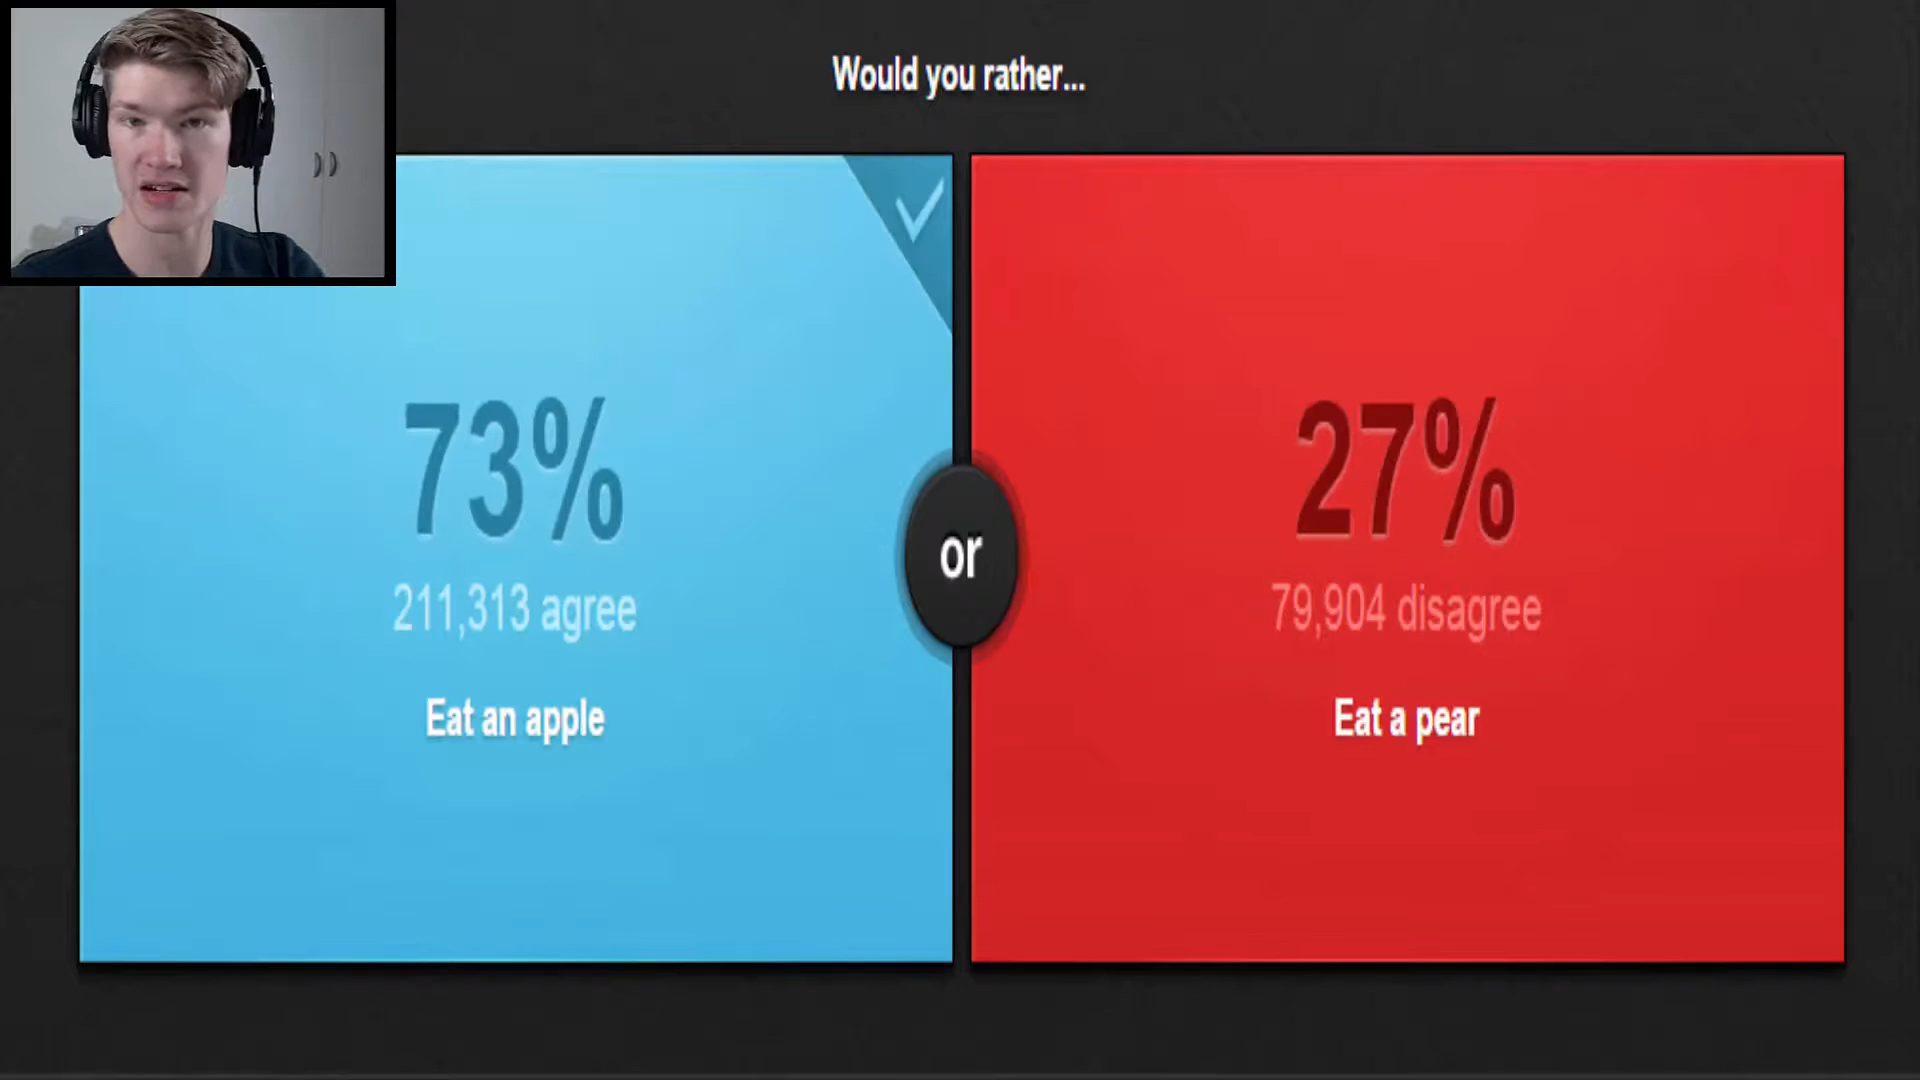 Would you rather...
73%
211,313 agree
Eat an apple
or
27%
79,904 disagree
Eat a pear